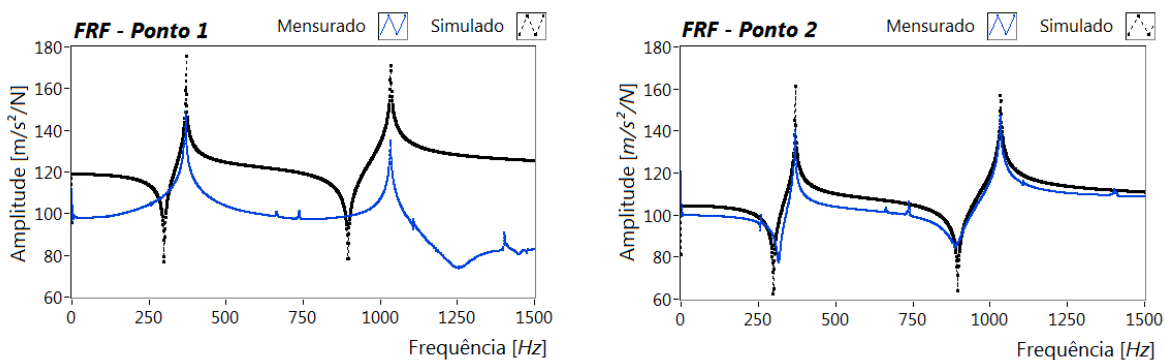 FRF - Ponto 1
Mensurado
Simulado
Amplitude [m/s²/N]
180
160
140
120
100
80
60
0
250
500
750
1000
1250
1500
Frequência [Hz]
FRF - Ponto 2
Mensurado
Simulado
Amplitude [m/s²/N]
180
160
140
120
100
80
60
0
250
500
750
1000
1250
1500
Frequência [Hz]